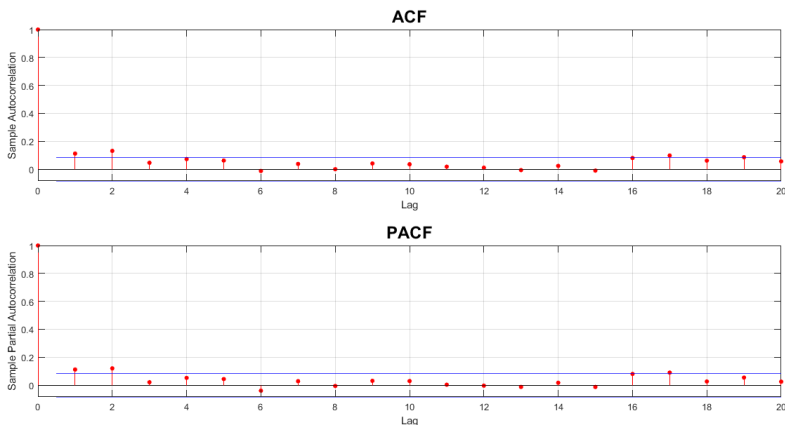 ACF
1
0.8
0.6
0.4
0.2
0
Sample Autocorrelation
0 2 4 6 8 10 12 14 16 18 20
Lag
PACF
1
0.8
0.6
0.4
0.2
0
Sample Partial Autocorrelation
0 2 4 6 8 10 12 14 16 18 20
Lag